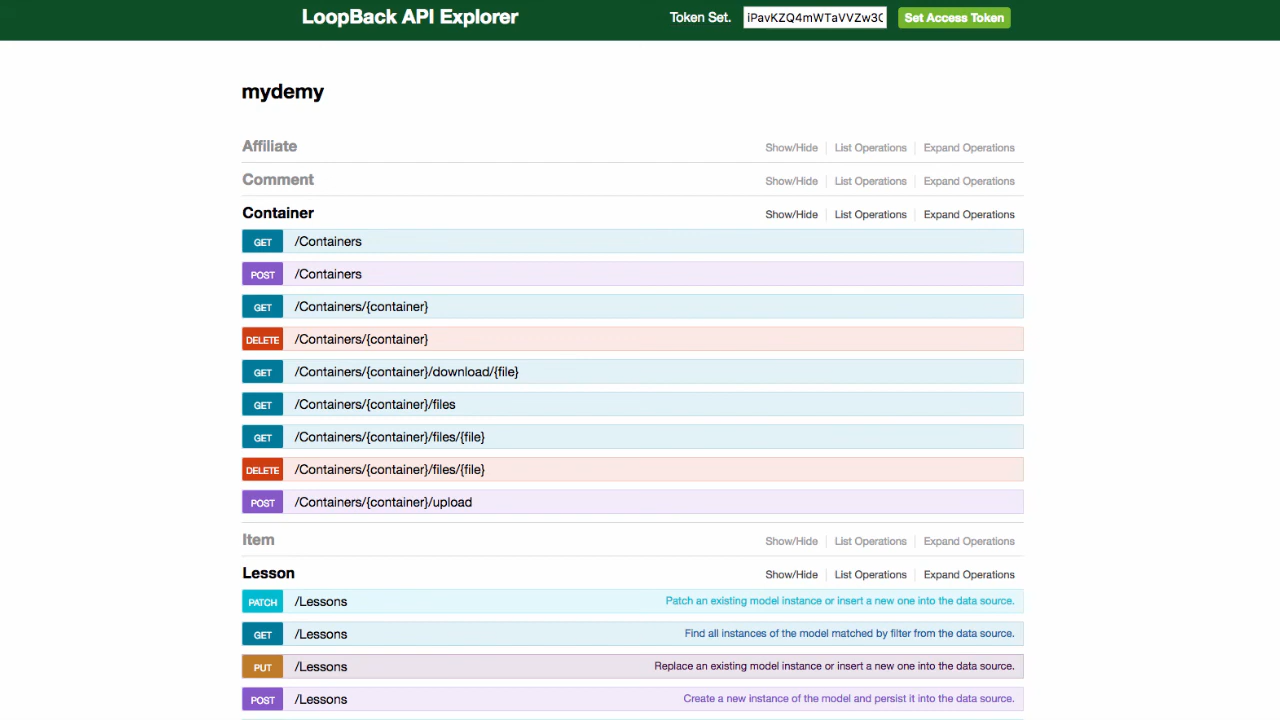 LoopBack API Explorer Token Set. iPavKZQ4mWTaVVZw3C Set Access Token
mydemy
Affiliate Show/Hide List Operations Expand Operations
Comment Show/Hide List Operations Expand Operations
Container Show/Hide List Operations Expand Operations
GET /Containers
POST /Containers
GET /Containers/{container}
DELETE /Containers/{container}
GET /Containers/{container}/download/{file}
GET /Containers/{container}/files
GET /Containers/{container}/files/{file}
DELETE /Containers/{container}/files/{file}
POST /Containers/{container}/upload
Item Show/Hide List Operations Expand Operations
Lesson Show/Hide List Operations Expand Operations
PATCH /Lessons Patch an existing model instance or insert a new one into the data source.
GET /Lessons Find all instances of the model matched by filter from the data source.
PUT /Lessons Replace an existing model instance or insert a new one into the data source.
POST /Lessons Create a new instance of the model and persist it into the data source.